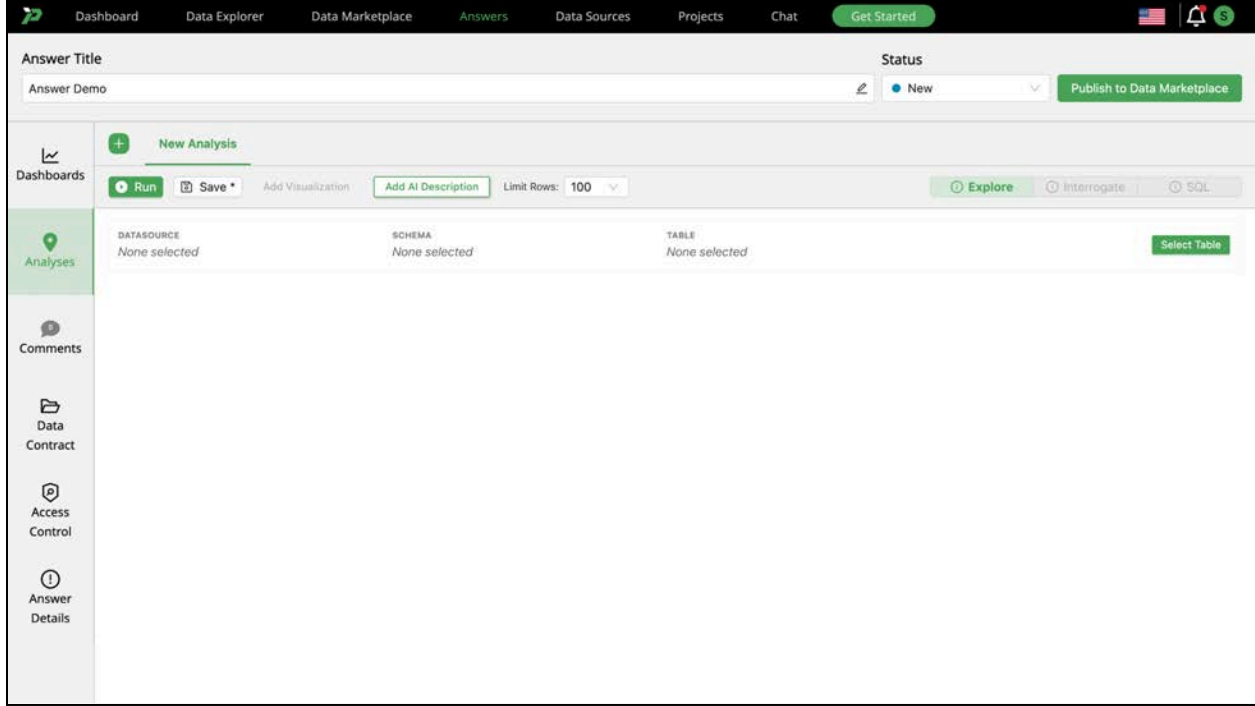 Dashboard Data Explorer Data Marketplace Answers Data Sources Projects Chat Get Started S
Answer Title
Status
Answer Demo
New
Publish to Data Marketplace
Dashboards
New Analysis
Run Save * Add Visualization Add AI Description Limit Rows: 100 Explore Interrogate SQL
DATASOURCE SCHEMA TABLE
None selected None selected None selected
Select Table
Analyses
Comments
Data
Contract
Access
Control
Answer
Details